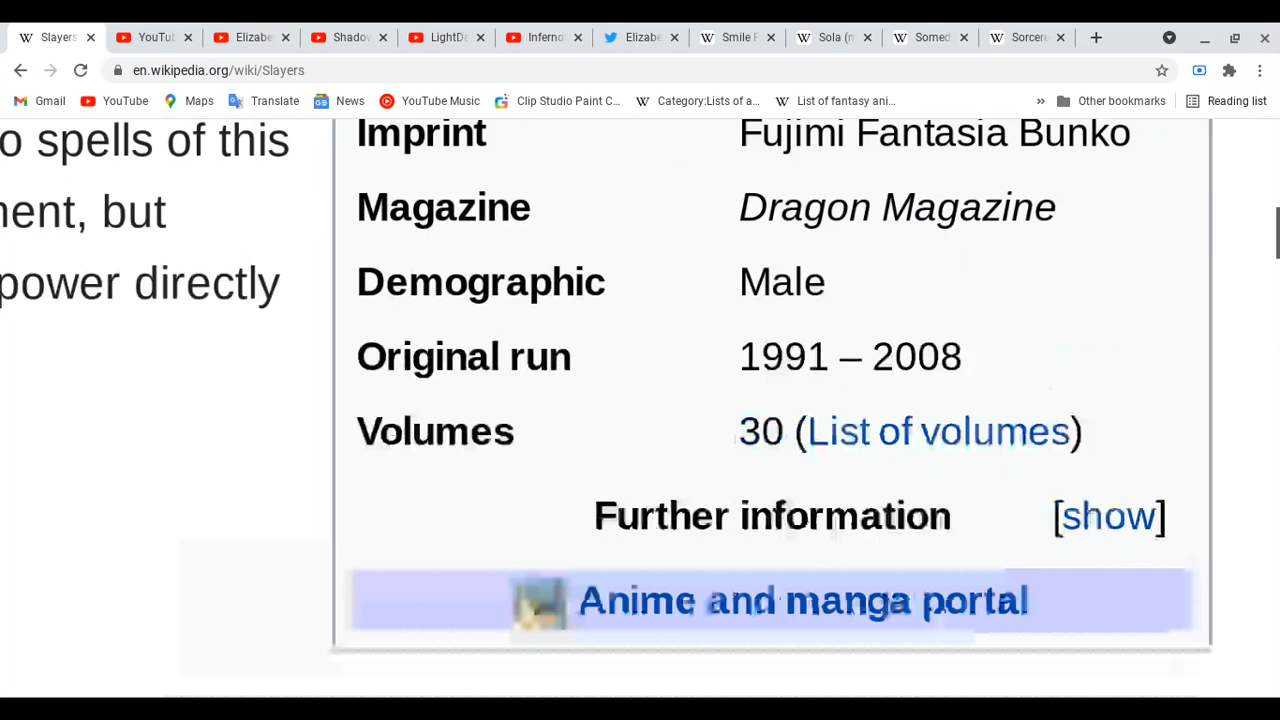 Slayers
YouTu
Elizabe
Shadow
LightDa
Inferno
Elizabe
Smile P
Sola (m
Somed
Sorcere
en.wikipedia.org/wiki/Slayers
Gmail
YouTube
Maps
Translate
News
YouTube Music
Clip Studio Paint C...
Category:Lists of a...
List of fantasy ani...
»
Other bookmarks
Reading list
o spells of this
nent, but
power directly
Imprint Fujimi Fantasia Bunko
Magazine Dragon Magazine
Demographic Male
Original run 1991 – 2008
Volumes 30 (List of volumes)
Further information [show]
Anime and manga portal